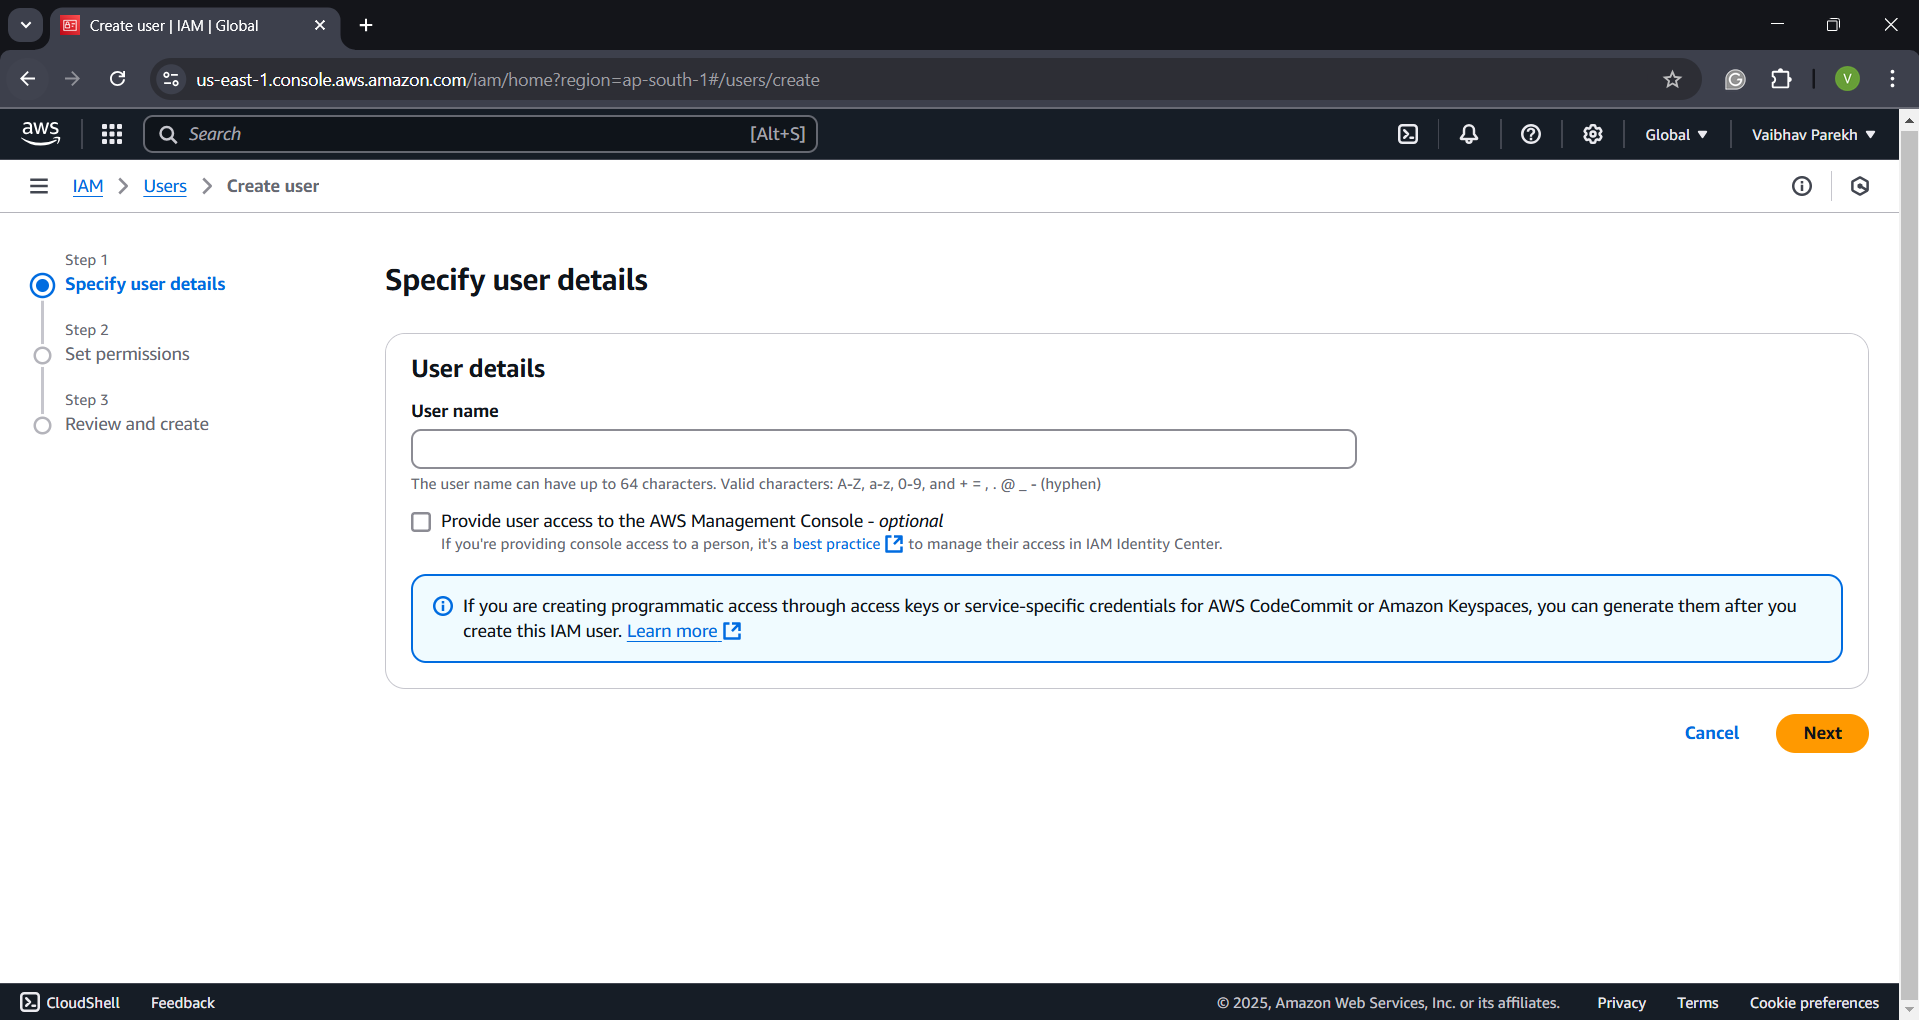 Create user | IAM | Global
us-east-1.console.aws.amazon.com/iam/home?region=ap-south-1#/users/create
V
aws
Search
[Alt+S]
Global
Vaibhav Parekh
IAM > Users > Create user
Step 1
Specify user details
Step 2
Set permissions
Step 3
Review and create
Specify user details
User details
User name
The user name can have up to 64 characters. Valid characters: A-Z, a-z, 0-9, and + = , . @ _ - (hyphen)
Provide user access to the AWS Management Console - optional
If you're providing console access to a person, it's a best practice to manage their access in IAM Identity Center.
If you are creating programmatic access through access keys or service-specific credentials for AWS CodeCommit or Amazon Keyspaces, you can generate them after you
create this IAM user. Learn more
Cancel
Next
CloudShell
Feedback
© 2025, Amazon Web Services, Inc. or its affiliates.
Privacy
Terms
Cookie preferences